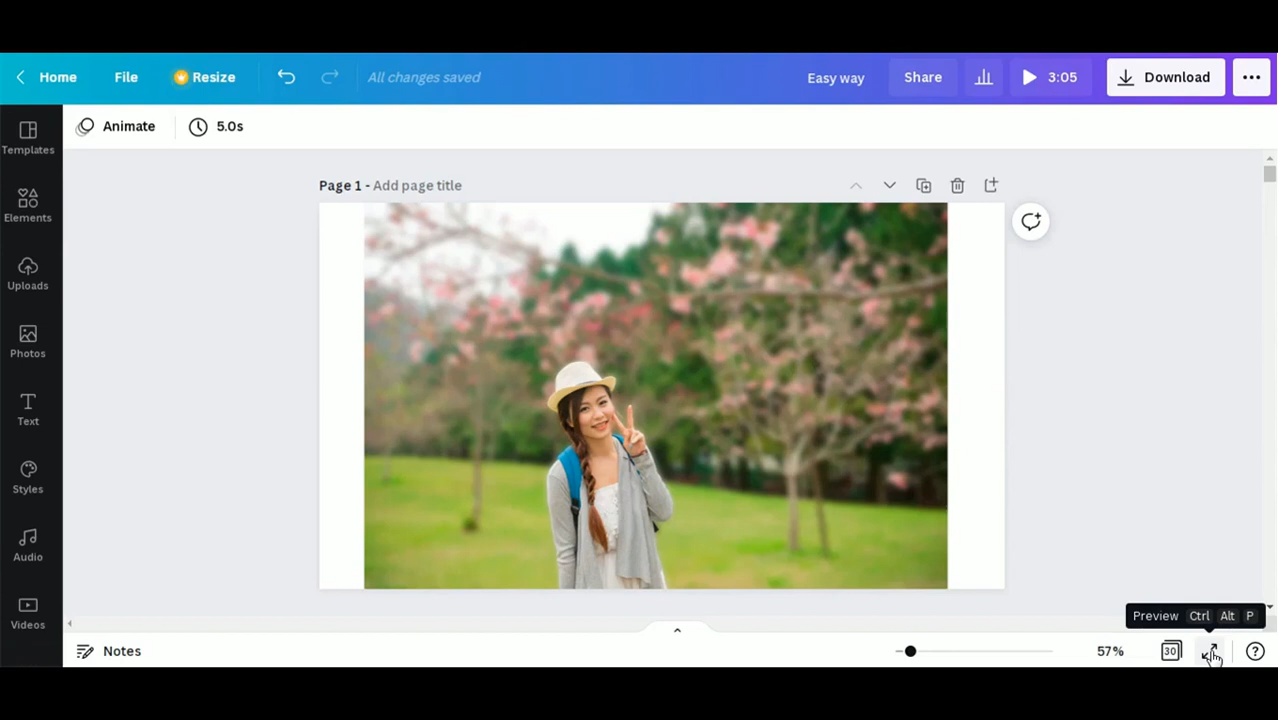 Home File Resize All changes saved Easy way Share 3:05 Download
Animate 5.0s
Templates
Page 1 - Add page title
Elements
Uploads
Photos
Text
Styles
Audio
Videos
Preview Ctrl Alt P
Notes 57% 30 ?